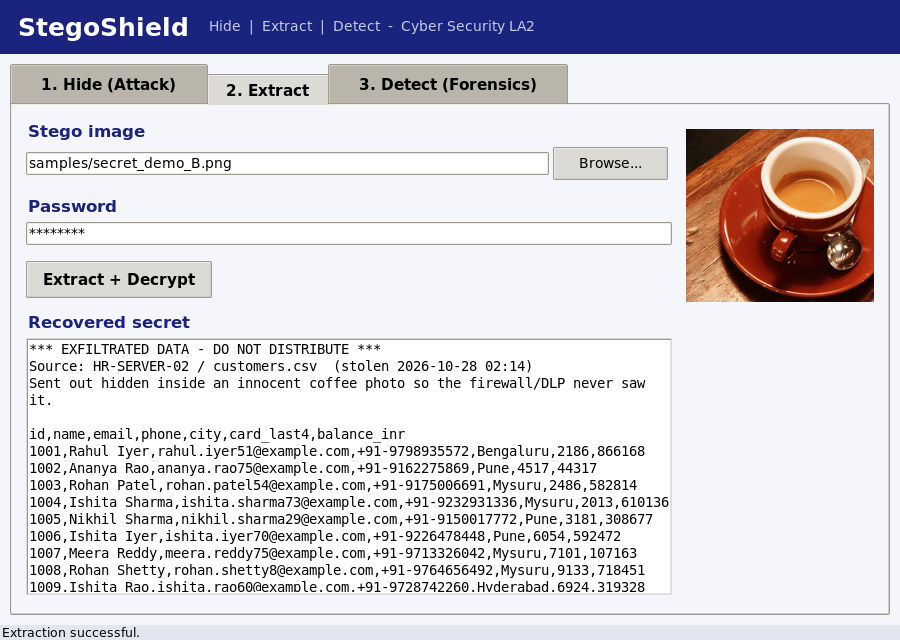 StegoShield
Hide | Extract | Detect - Cyber Security LA2
1. Hide (Attack)
2. Extract
3. Detect (Forensics)
Stego image
samples/secret_demo_B.png
Browse...
Password
********
Extract + Decrypt
Recovered secret
*** EXFILTRATED DATA - DO NOT DISTRIBUTE ***
Source: HR-SERVER-02 / customers.csv  (stolen 2026-10-28 02:14)
Sent out hidden inside an innocent coffee photo so the firewall/DLP never saw
it.
id,name,email,phone,city,card_last4,balance_inr
1001,Rahul Iyer,rahul.iyer51@example.com,+91-9798935572,Bengaluru,2186,866168
1002,Ananya Rao,ananya.rao75@example.com,+91-9162275869,Pune,4517,44317
1003,Rohan Patel,rohan.patel54@example.com,+91-9175006691,Mysuru,2486,582814
1004,Ishita Sharma,ishita.sharma73@example.com,+91-9232931336,Mysuru,2013,610136
1005,Nikhil Sharma,nikhil.sharma29@example.com,+91-9150017772,Pune,3181,308677
1006,Ishita Iyer,ishita.iyer70@example.com,+91-9226478448,Pune,6054,592472
1007,Meera Reddy,meera.reddy75@example.com,+91-9713326042,Mysuru,7101,107163
1008,Rohan Shetty,rohan.shetty8@example.com,+91-9764656492,Mysuru,9133,718451
1009,Ishita Rao,ishita.rao60@example.com,+91-9728742260,Hyderabad,6924,319328
Extraction successful.